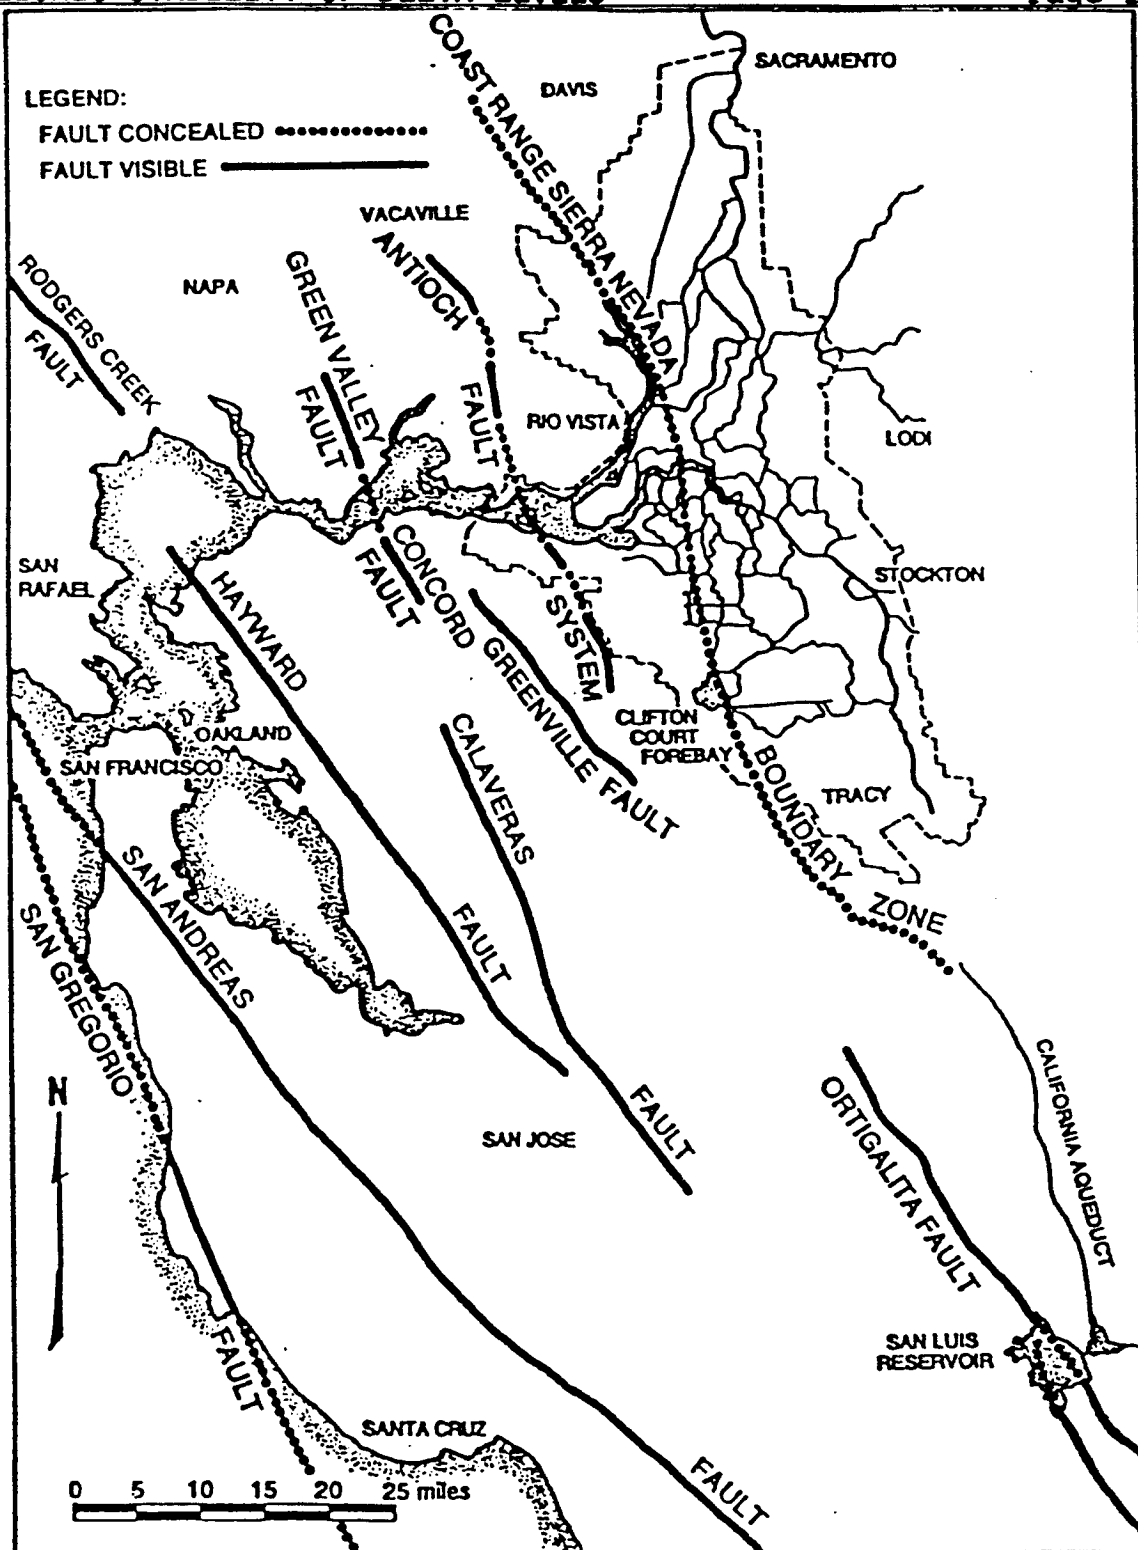 COAST RANGE SIERRA NEVADA
SACRAMENTO
DAVIS
LEGEND:
FAULT CONCEALED
FAULT VISIBLE
VACAVILLE
ANTIOCH
NAPA
GREEN VALLEY
FAULT
RODGERS CREEK
FAULT
FAULT
RIO VISTA
LODI
SAN
RAFAEL
HAYWARD
CONCORD
FAULT
SYSTEM
STOCKTON
GREENVILLE FAULT
CLIFTON
COURT
FOREBAY
OAKLAND
SAN FRANCISCO
CALAVERAS
BOUNDARY
TRACY
ZONE
SAN ANDREAS
FAULT
SAN GREGORIO
N
SAN JOSE
FAULT
ORTIGALITA FAULT
CALIFORNIA AQUEDUCT
SAN LUIS
RESERVOIR
FAULT
SANTA CRUZ
FAULT
0 5 10 15 20 25 miles